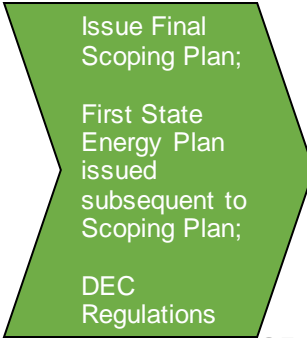 Issue Final
Scoping Plan;
First State
Energy Plan
issued
subsequent to
Scoping Plan;
DEC
Regulations